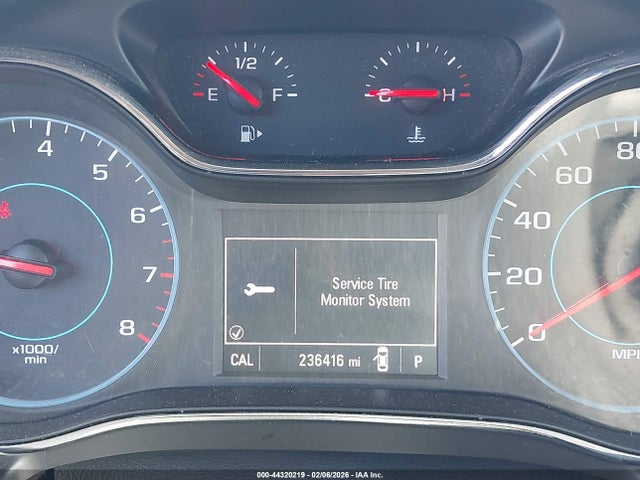 1/2
E F
C H
4
5
6
7
8
x1000/
min
Service Tire
Monitor System
CAL 236416 mi P
80
60
40
20
0
MPH
000-44320219 - 02/06/2026 - IAA Inc.